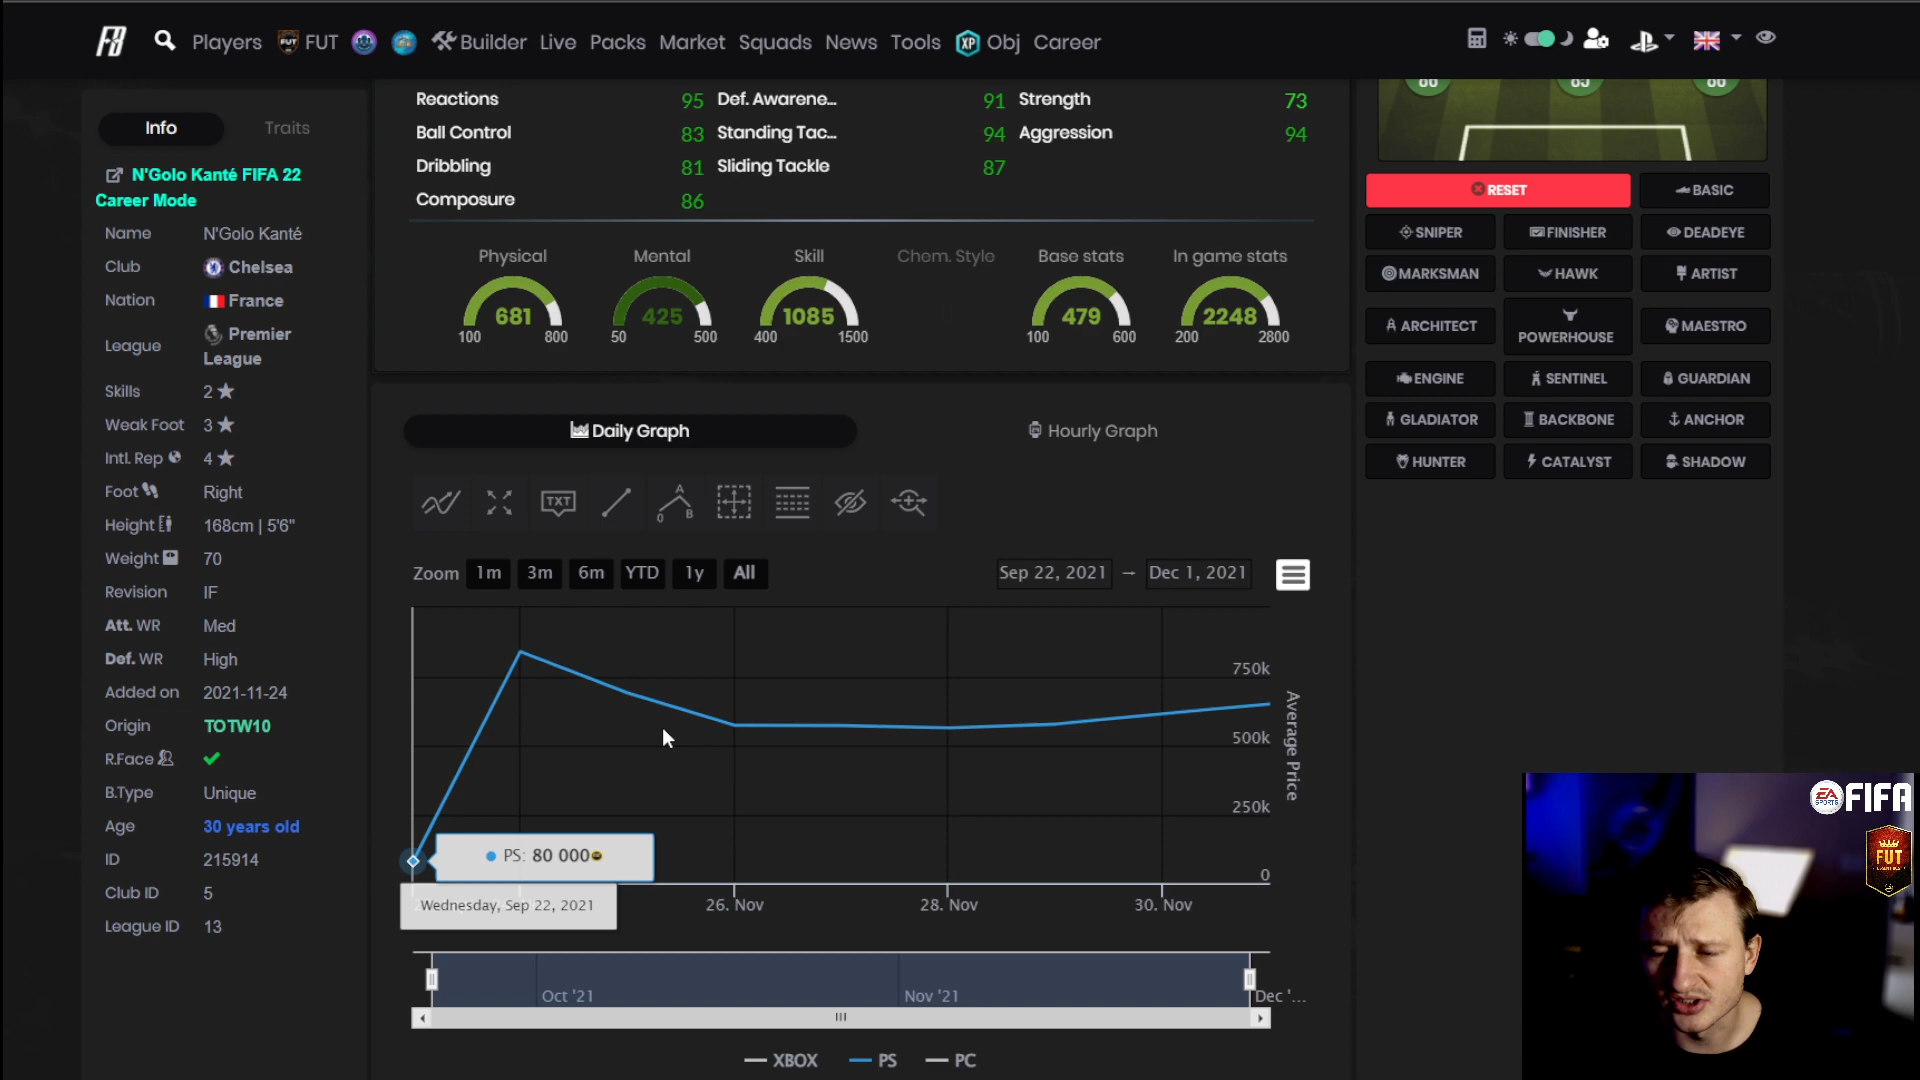 Players FUT Builder Live Packs Market Squads News Tools XP Obj Career
Info Traits
N'Golo Kanté FIFA 22
Career Mode
Name N'Golo Kanté
Club Chelsea
Nation France
League Premier
League
Skills 2
Weak Foot 3
Intl. Rep 4
Foot Right
Height 168cm | 5'6"
Weight 70
Revision IF
Att. WR Med
Def. WR High
Added on 2021-11-24
Origin TOTW10
R.Face
B.Type Unique
Age 30 years old
ID 215914
Club ID 5
League ID 13
Reactions 95 Def. Awarene... 91 Strength 73
Ball Control 83 Standing Tac... 94 Aggression 94
Dribbling 81 Sliding Tackle 87
Composure 86
Physical Mental Skill Chem. Style Base stats In game stats
681 425 1085 479 2248
100 800 50 500 400 1500 100 600 200 2800
Daily Graph Hourly Graph
TXT
A
0 B
Zoom 1m 3m 6m YTD 1y All Sep 22, 2021 → Dec 1, 2021
750k
500k
250k
0
Average Price
PS: 80 000
Wednesday, Sep 22, 2021
26. Nov 28. Nov 30. Nov
Oct '21 Nov '21 Dec '...
XBOX PS PC
RESET BASIC
SNIPER FINISHER DEADEYE
MARKSMAN HAWK ARTIST
ARCHITECT POWERHOUSE MAESTRO
ENGINE SENTINEL GUARDIAN
GLADIATOR BACKBONE ANCHOR
HUNTER CATALYST SHADOW
EA SPORTS FIFA
FUT